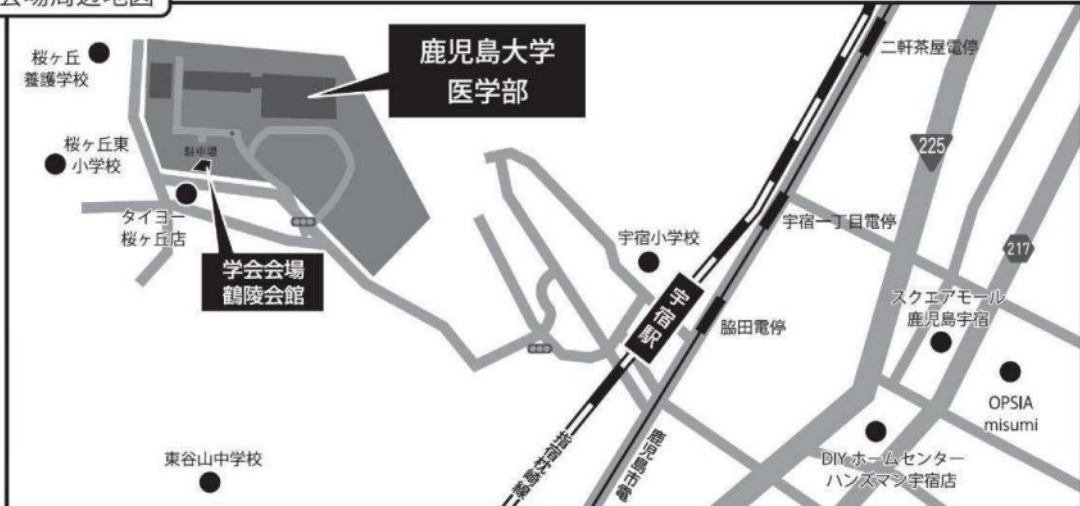 会場周辺地図
桜ヶ丘
養護学校
鹿児島大学
医学部
二軒茶屋電停
桜ヶ丘東
小学校
駐車場
225
タイヨー
桜ヶ丘店
宇宿一丁目電停
宇宿小学校
217
学会会場
鶴陵会館
宇宿駅
スクエアモール
鹿児島宇宿
脇田電停
OPSIA
misumi
指宿枕崎線
鹿児島市電
東谷山中学校
DIY ホームセンター
ハンズマン宇宿店